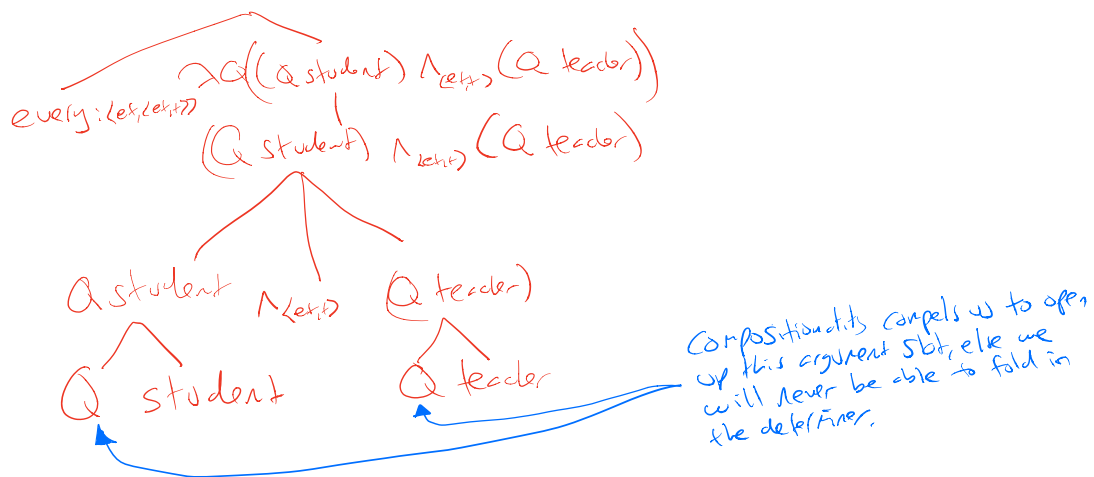 λQ((Q student) ∧⟨et,t⟩ (Q teacher))
every:⟨et,⟨et,t⟩⟩
(Q student) ∧⟨et,t⟩ (Q teacher)
Q student ∧⟨et,t⟩ (Q teacher)
Q student Q teacher
Compositionality compels us to open
up this argument slot, else we
will never be able to fold in
the determiner.